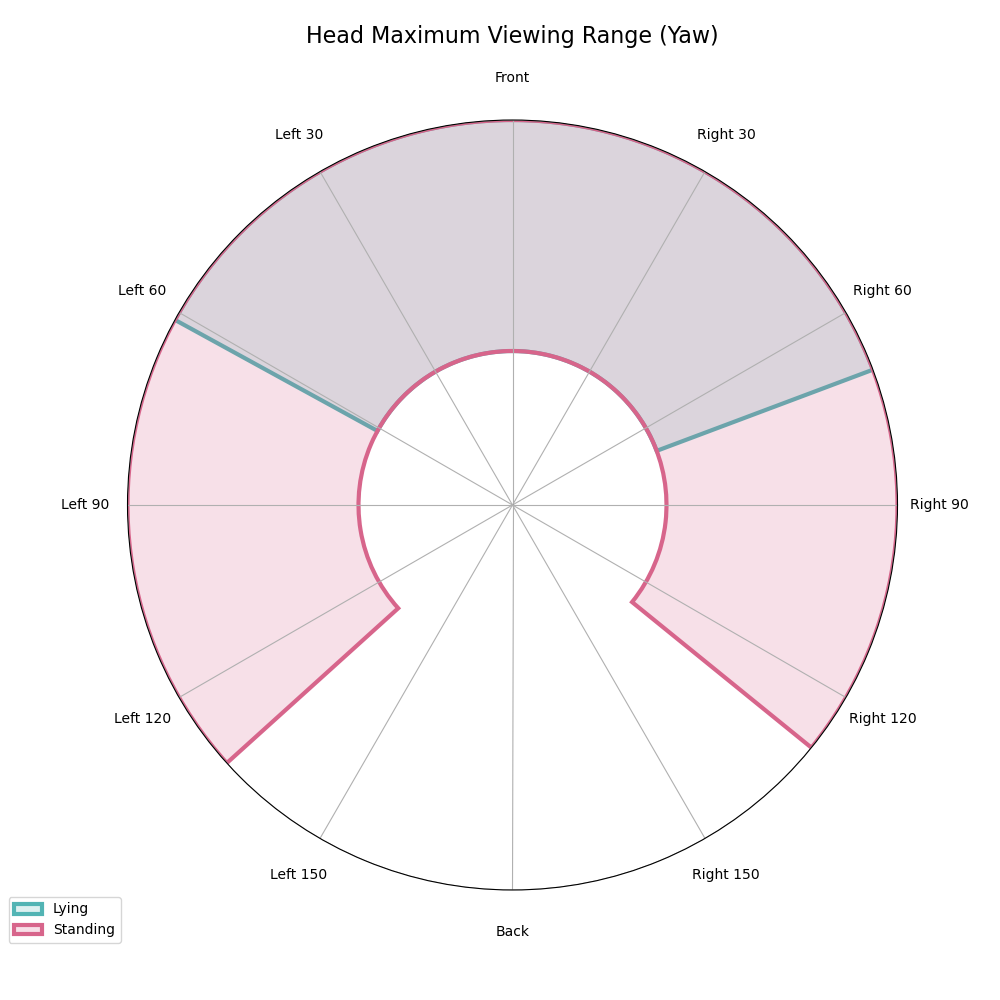 Head Maximum Viewing Range (Yaw)
Front
Left 30
Right 30
Left 60
Right 60
Left 90
Right 90
Left 120
Right 120
Left 150
Right 150
Back
Lying
Standing